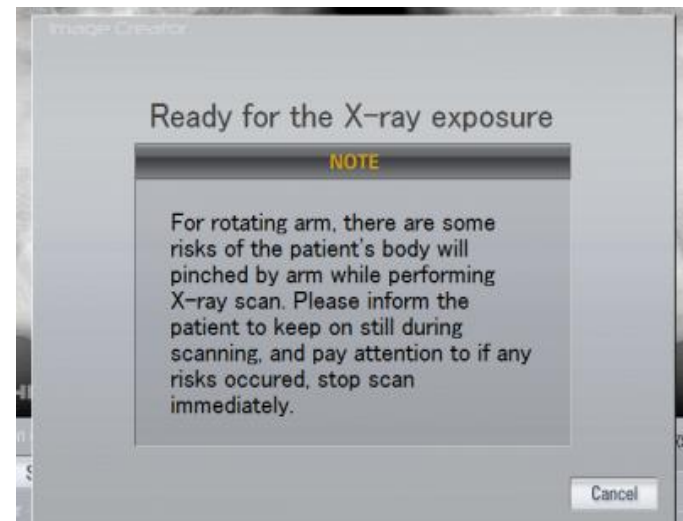 Image Creator
Ready for the X-ray exposure
NOTE
For rotating arm, there are some
risks of the patient's body will
pinched by arm while performing
X-ray scan. Please inform the
patient to keep on still during
scanning, and pay attention to if any
risks occured, stop scan
immediately.
Cancel